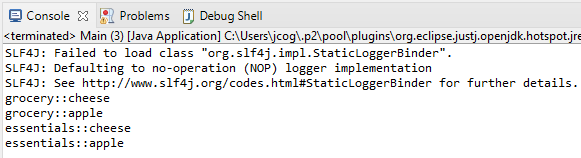 Console Problems Debug Shell
<terminated> Main (3) [Java Application] C:\Users\jcog\.p2\pool\plugins\org.eclipse.justj.openjdk.hotspot.jre
SLF4J: Failed to load class "org.slf4j.impl.StaticLoggerBinder".
SLF4J: Defaulting to no-operation (NOP) logger implementation
SLF4J: See http://www.slf4j.org/codes.html#StaticLoggerBinder for further details.
grocery::cheese
grocery::apple
essentials::cheese
essentials::apple